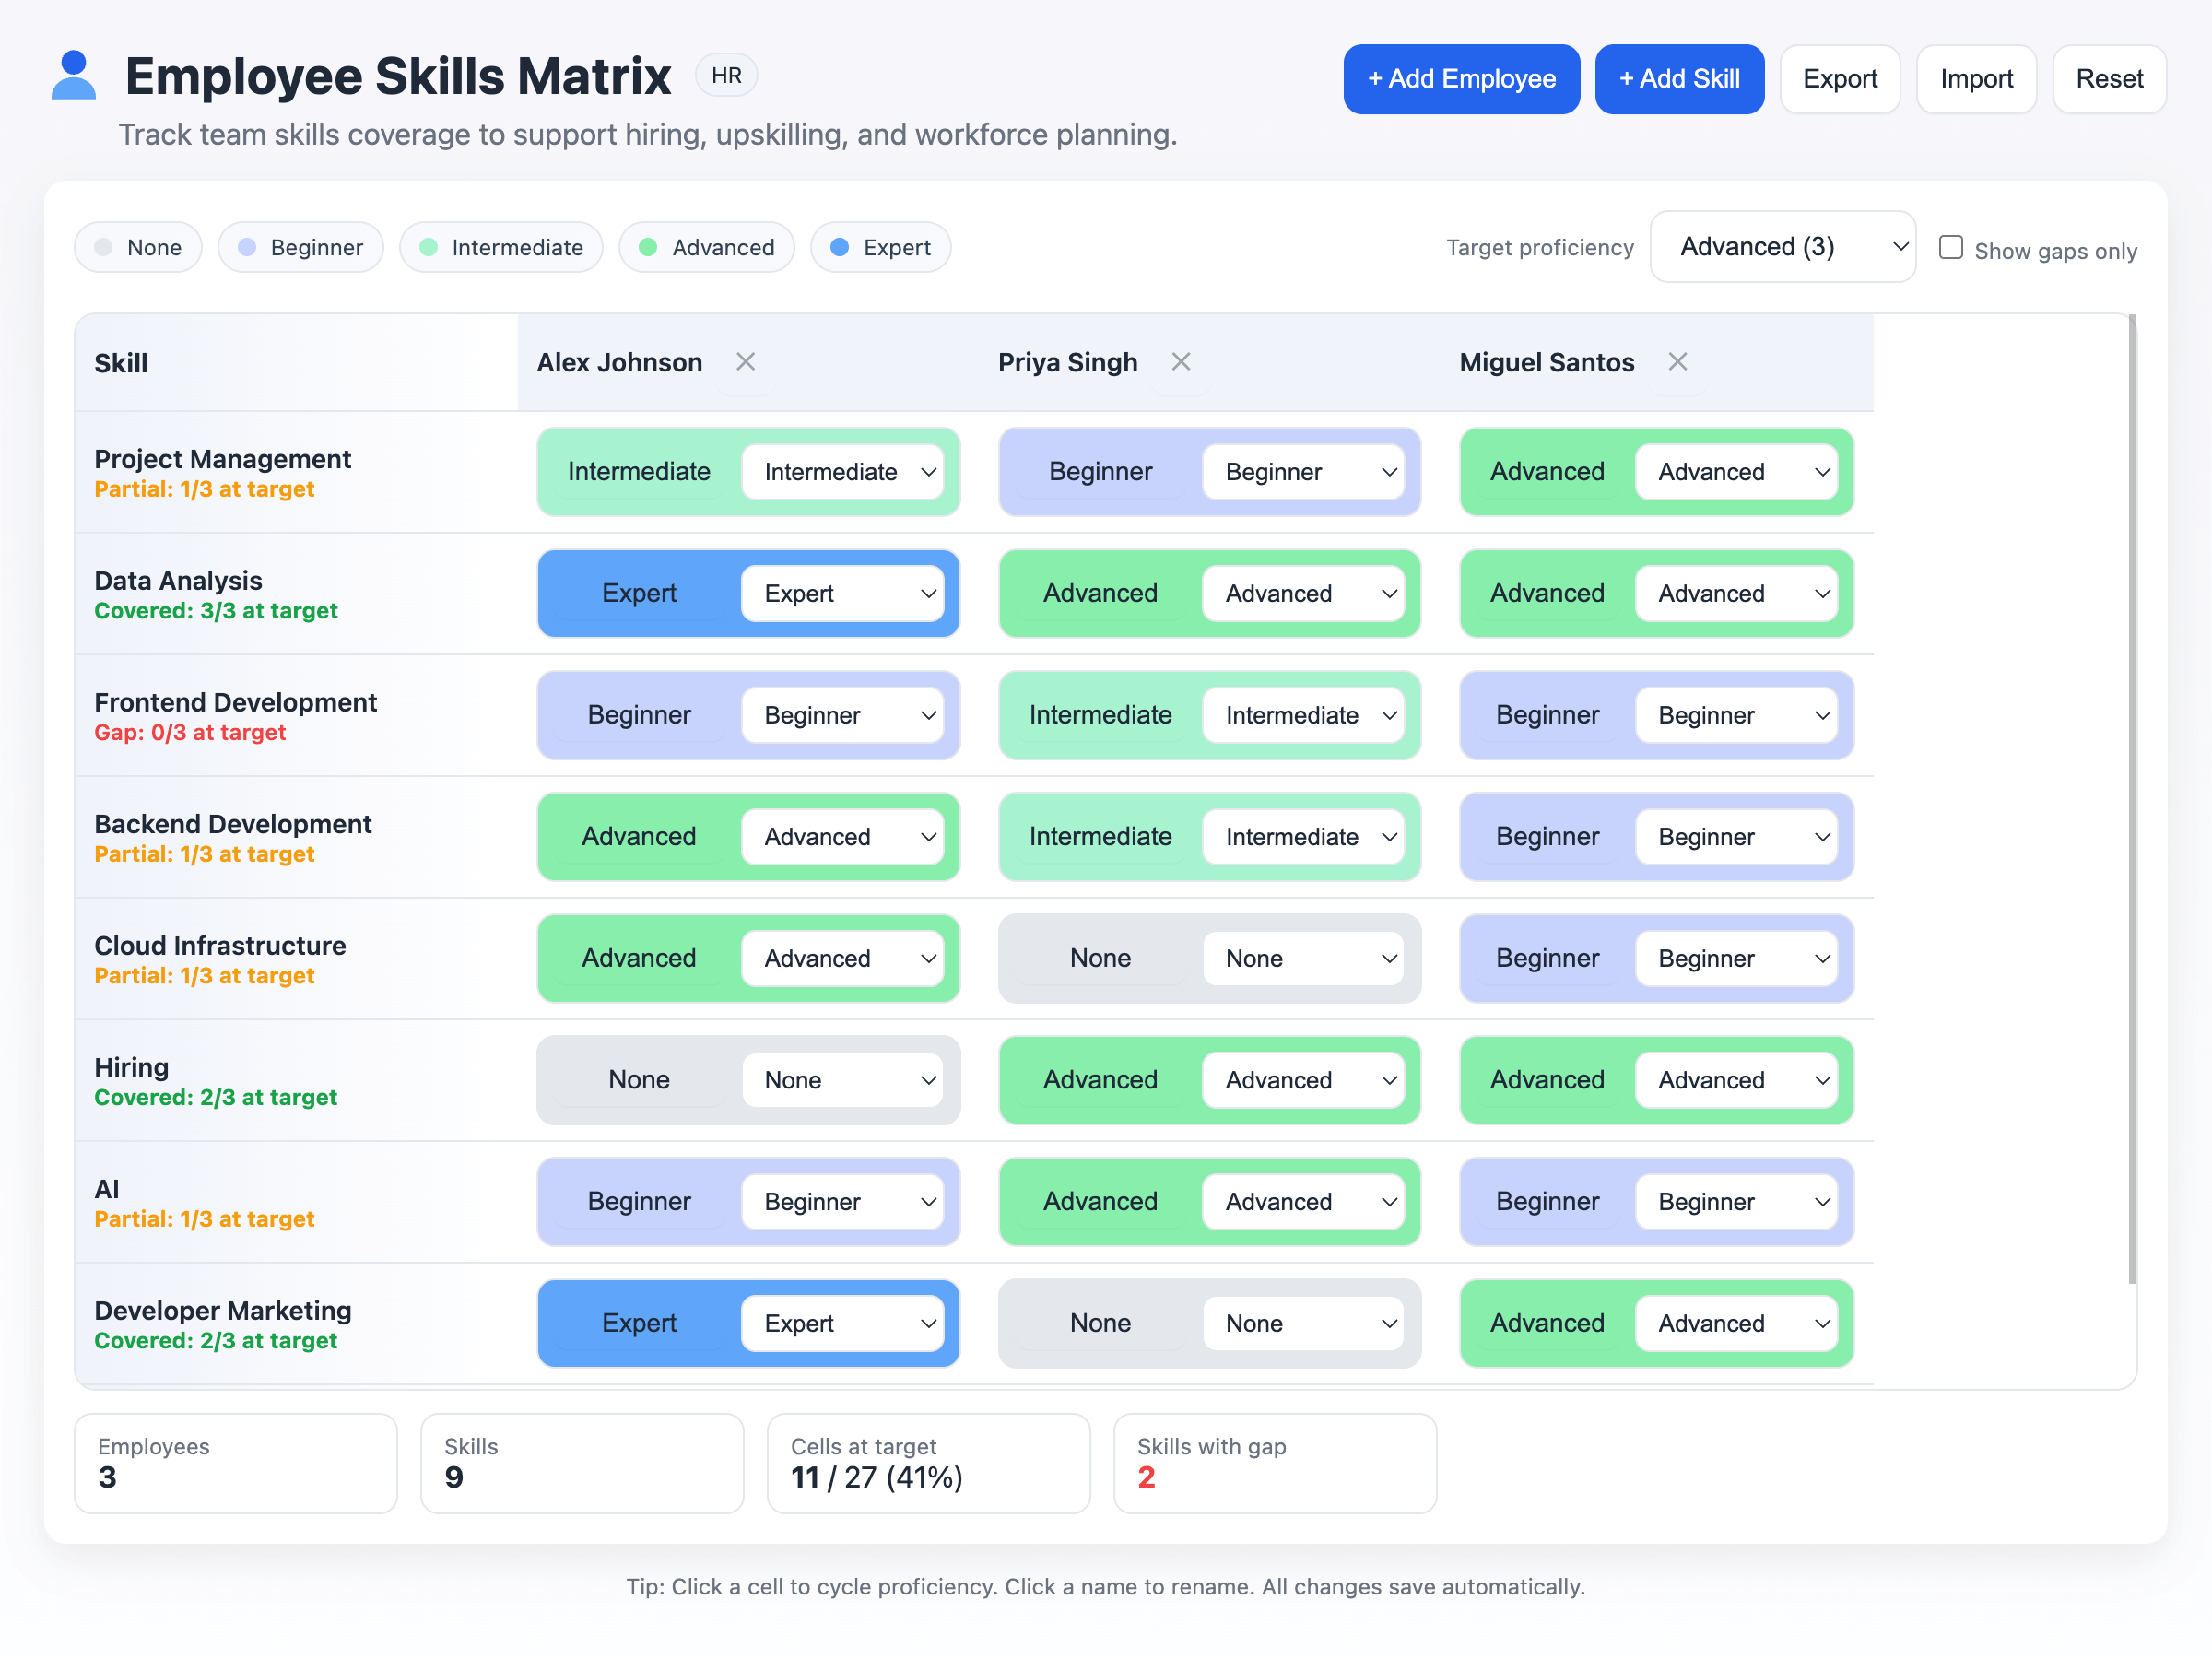 Employee Skills Matrix HR
+ Add Employee + Add Skill Export Import Reset
Track team skills coverage to support hiring, upskilling, and workforce planning.
None Beginner Intermediate Advanced Expert
Target proficiency Advanced (3) Show gaps only
Skill Alex Johnson × Priya Singh × Miguel Santos ×
Project Management
Partial: 1/3 at target
Intermediate Intermediate Beginner Beginner Advanced Advanced
Data Analysis
Covered: 3/3 at target
Expert Expert Advanced Advanced Advanced Advanced
Frontend Development
Gap: 0/3 at target
Beginner Beginner Intermediate Intermediate Beginner Beginner
Backend Development
Partial: 1/3 at target
Advanced Advanced Intermediate Intermediate Beginner Beginner
Cloud Infrastructure
Partial: 1/3 at target
Advanced Advanced None None Beginner Beginner
Hiring
Covered: 2/3 at target
None None Advanced Advanced Advanced Advanced
AI
Partial: 1/3 at target
Beginner Beginner Advanced Advanced Beginner Beginner
Developer Marketing
Covered: 2/3 at target
Expert Expert None None Advanced Advanced
Employees
3
Skills
9
Cells at target
11 / 27 (41%)
Skills with gap
2
Tip: Click a cell to cycle proficiency. Click a name to rename. All changes save automatically.